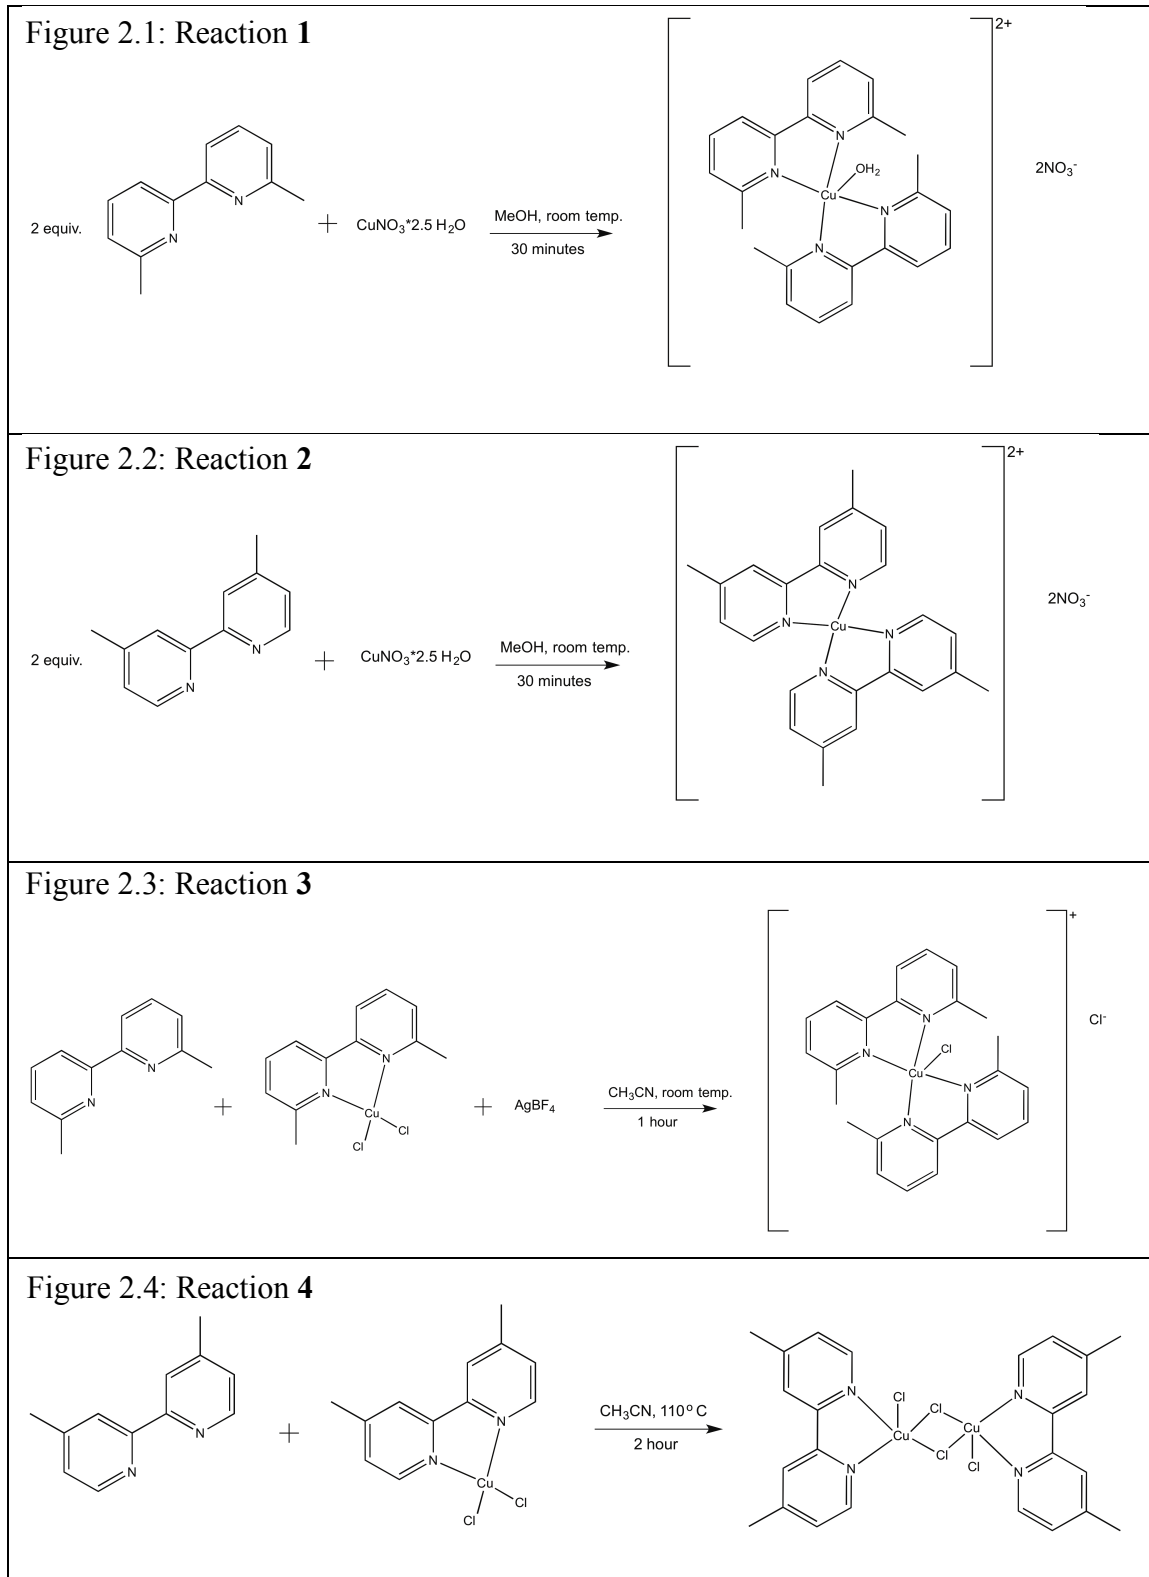 Figure 2.1: Reaction 1
2 equiv.
N
N
+
CuNO₃*2.5 H₂O
MeOH, room temp.
30 minutes
2+
N
N
OH₂
Cu
N
N
2NO₃⁻
Figure 2.2: Reaction 2
2 equiv.
N
N
+
CuNO₃*2.5 H₂O
MeOH, room temp.
30 minutes
2+
N
N
Cu
N
N
2NO₃⁻
Figure 2.3: Reaction 3
N
N
+
N
N
Cu
Cl
Cl
+
AgBF₄
CH₃CN, room temp.
1 hour
+
N
N
Cl
Cu
N
N
Cl⁻
Figure 2.4: Reaction 4
N
N
+
N
N
Cu
Cl
Cl
CH₃CN, 110° C
2 hour
N
N
Cl
Cu
Cl
Cl
Cu
Cl
N
N